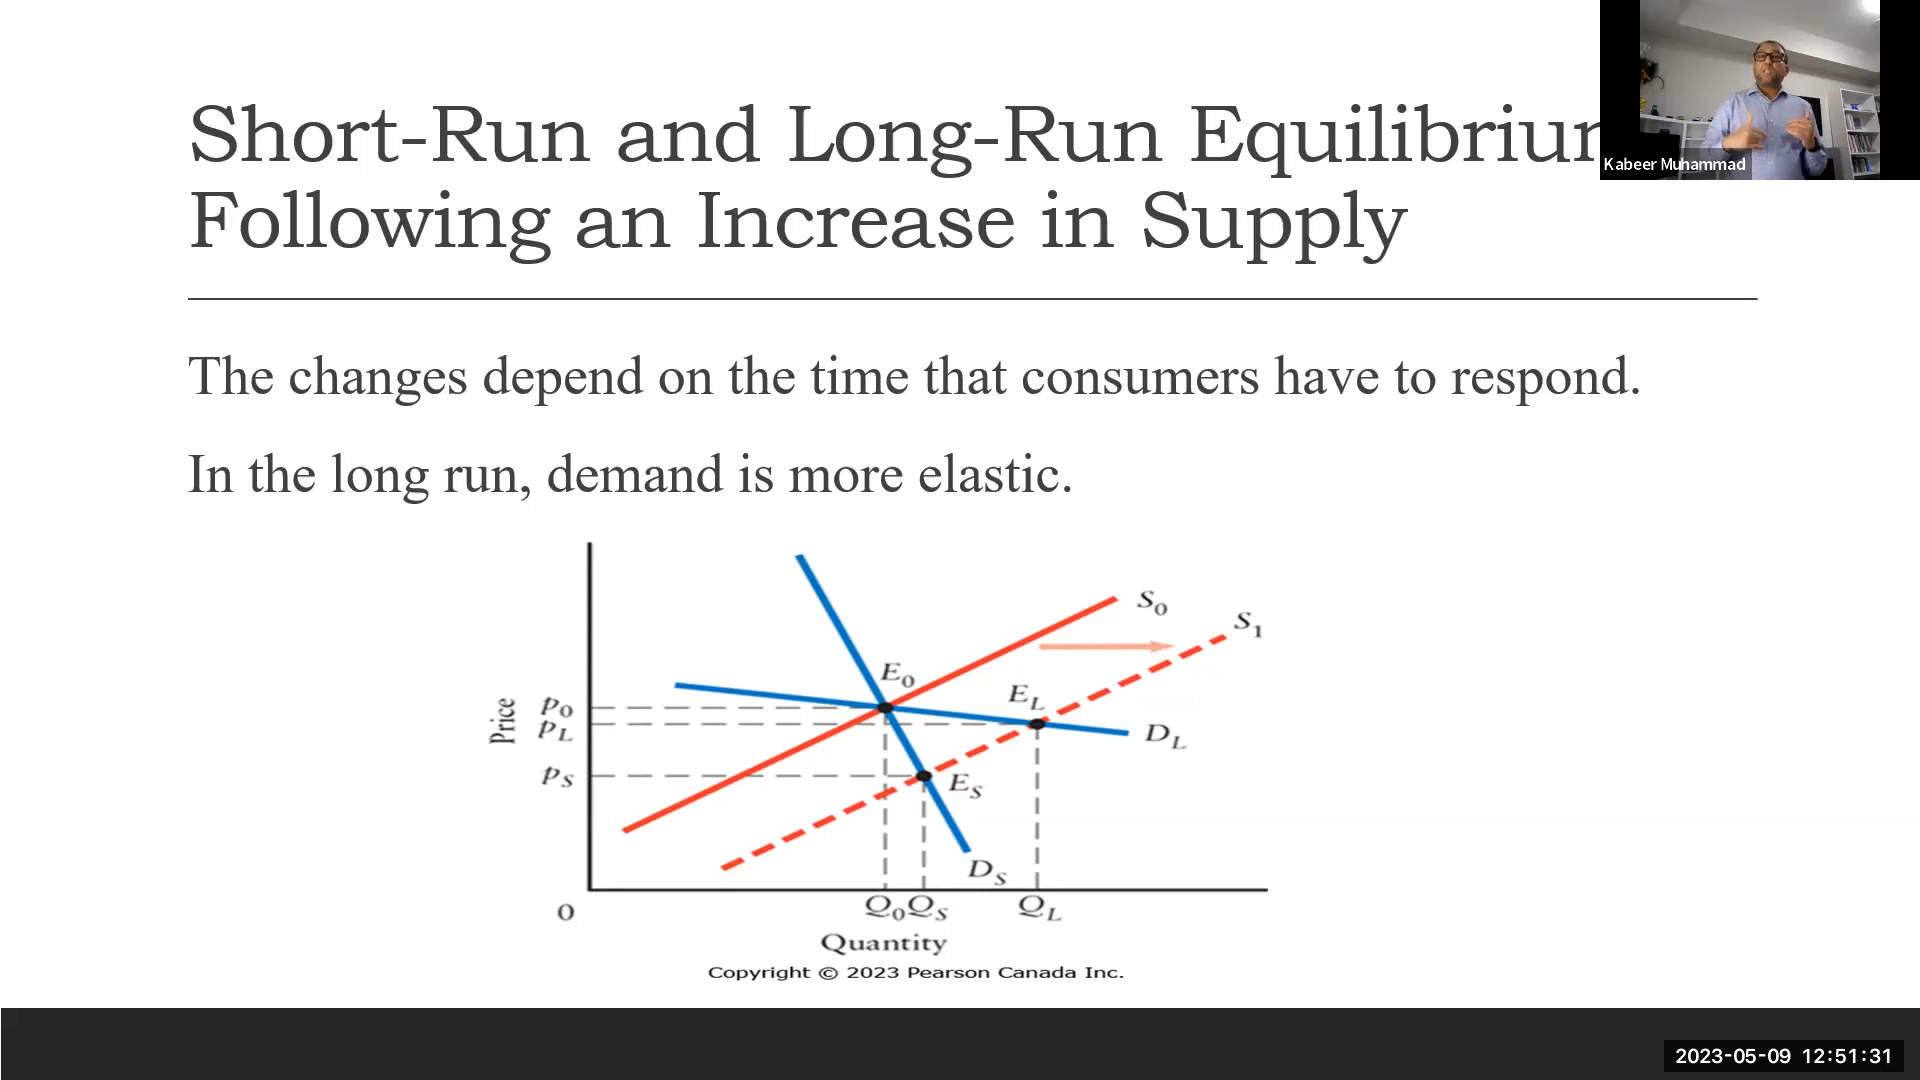 Short-Run and Long-Run Equilibriu
Kabeer Muhammad
Following an Increase in Supply
The changes depend on the time that consumers have to respond.
In the long run, demand is more elastic.
S0
S1
E0
EL
Price
p0
pL
DL
pS
ES
DS
0
Q0 QS QL
Quantity
Copyright © 2023 Pearson Canada Inc.
2023-05-09 12:51:31